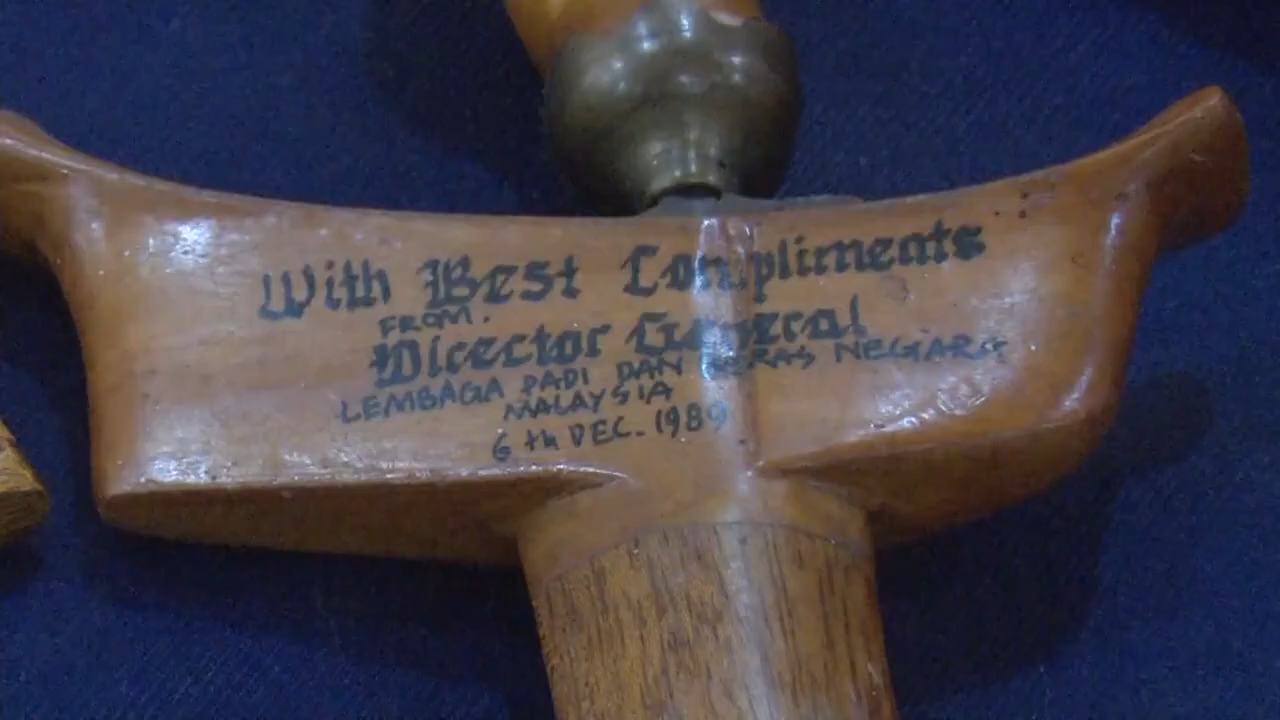 With Best Compliments
FROM.
Director General
LEMBAGA PADI DAN BERAS NEGARA
MALAYSIA
6th DEC. 1989